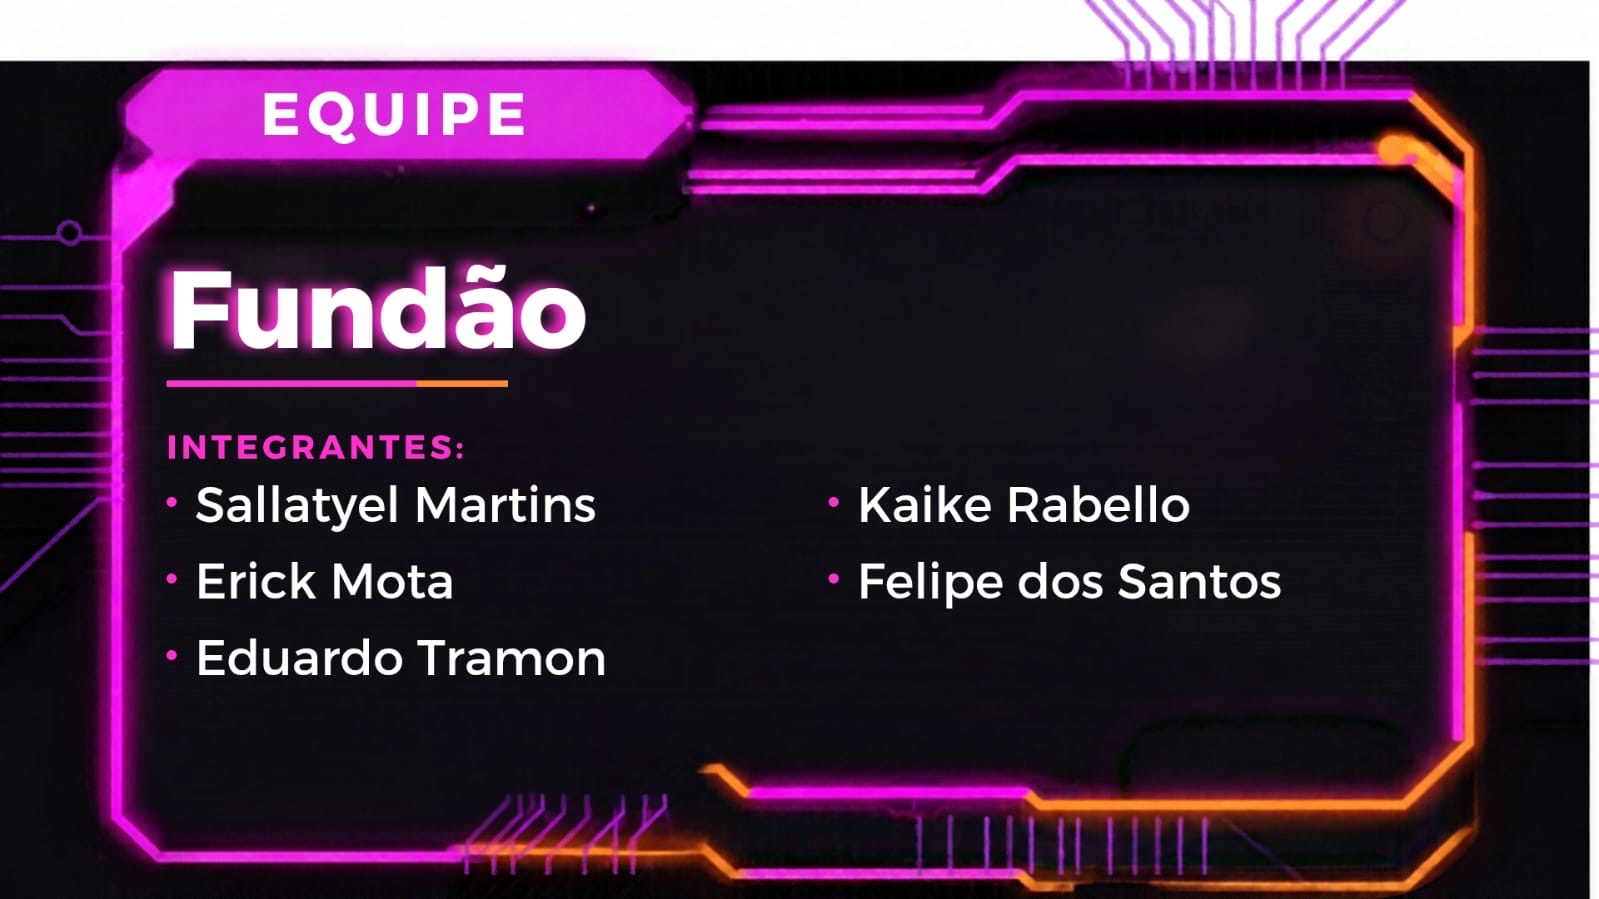 EQUIPE
Fundão
INTEGRANTES:
• Sallatyel Martins
• Erick Mota
• Eduardo Tramon
• Kaike Rabello
• Felipe dos Santos